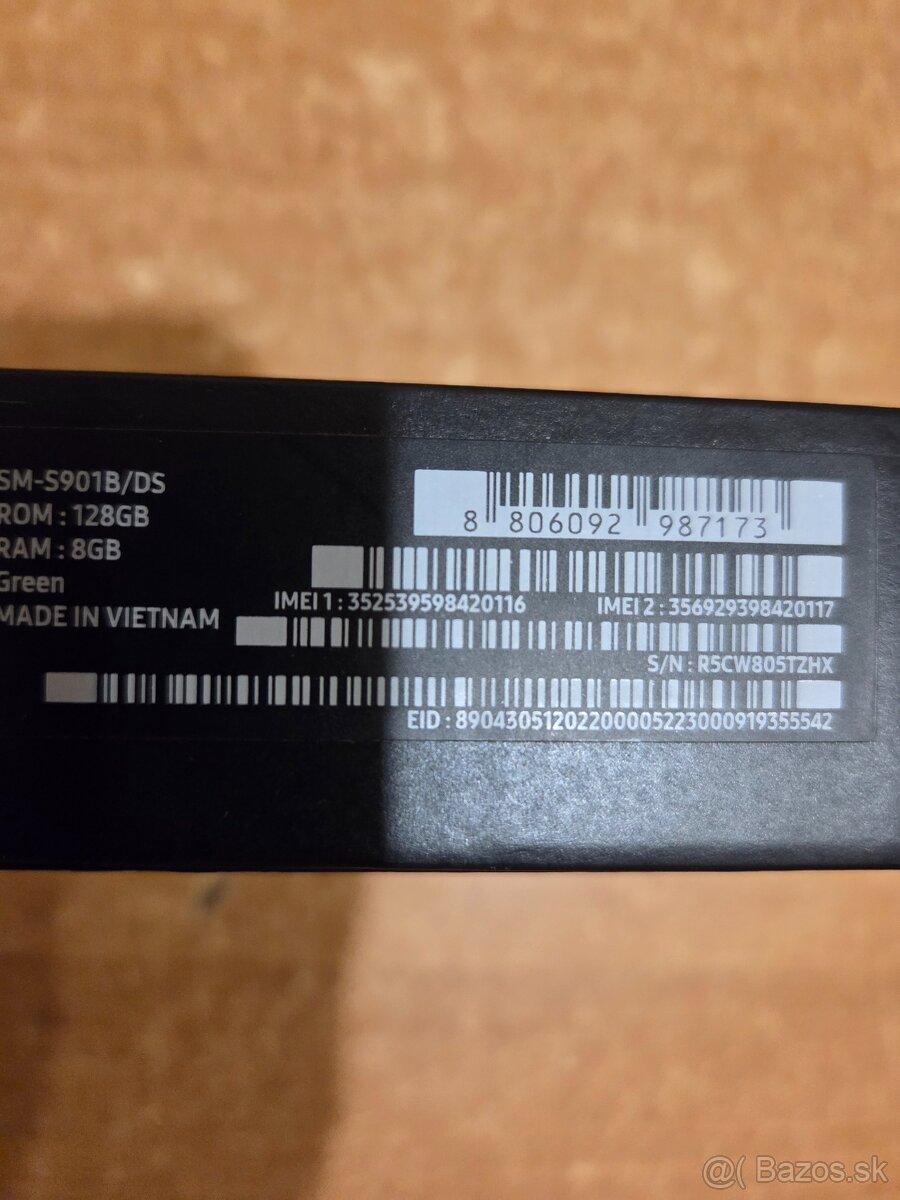 SM-S901B/DS
ROM : 128GB
RAM : 8GB
Green
MADE IN VIETNAM
8 806092 987173
IMEI 1 : 352539598420116 IMEI 2 : 356929398420117
S/N : R5CW805TZHX
EID : 89043051202200005223000919355542
@( Bazos.sk